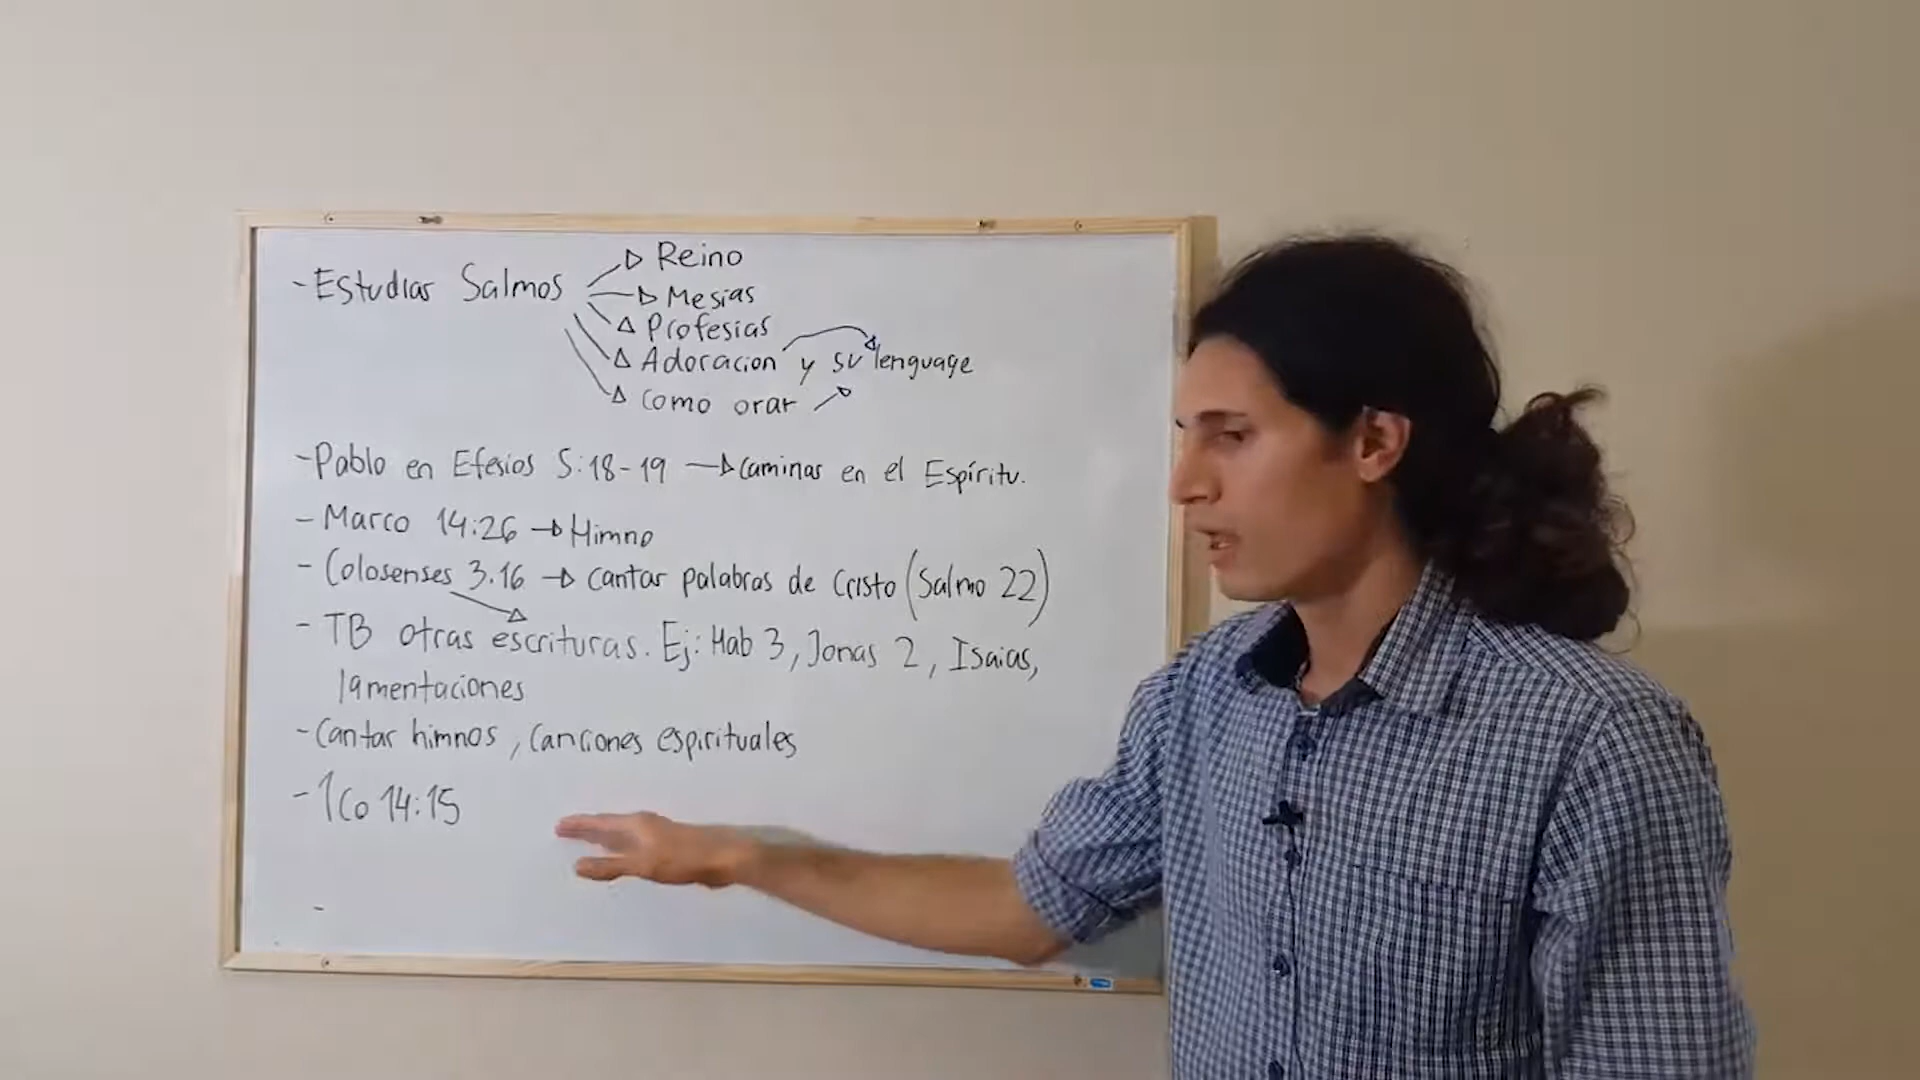 - Estudiar Salmos
Reino
Mesias
Profesias
Adoracion y su lenguage
Como orar
- Pablo en Efesios 5:18-19 → Caminas en el Espíritu.
- Marco 14:26 → Himno
- Colosenses 3.16 → Cantar palabras de Cristo (Salmo 22)
- TB otras escrituras. Ej: Hab 3, Jonas 2, Isaias,
lamentaciones
- Cantar himnos, Canciones espirituales
- 1Co 14:15
-